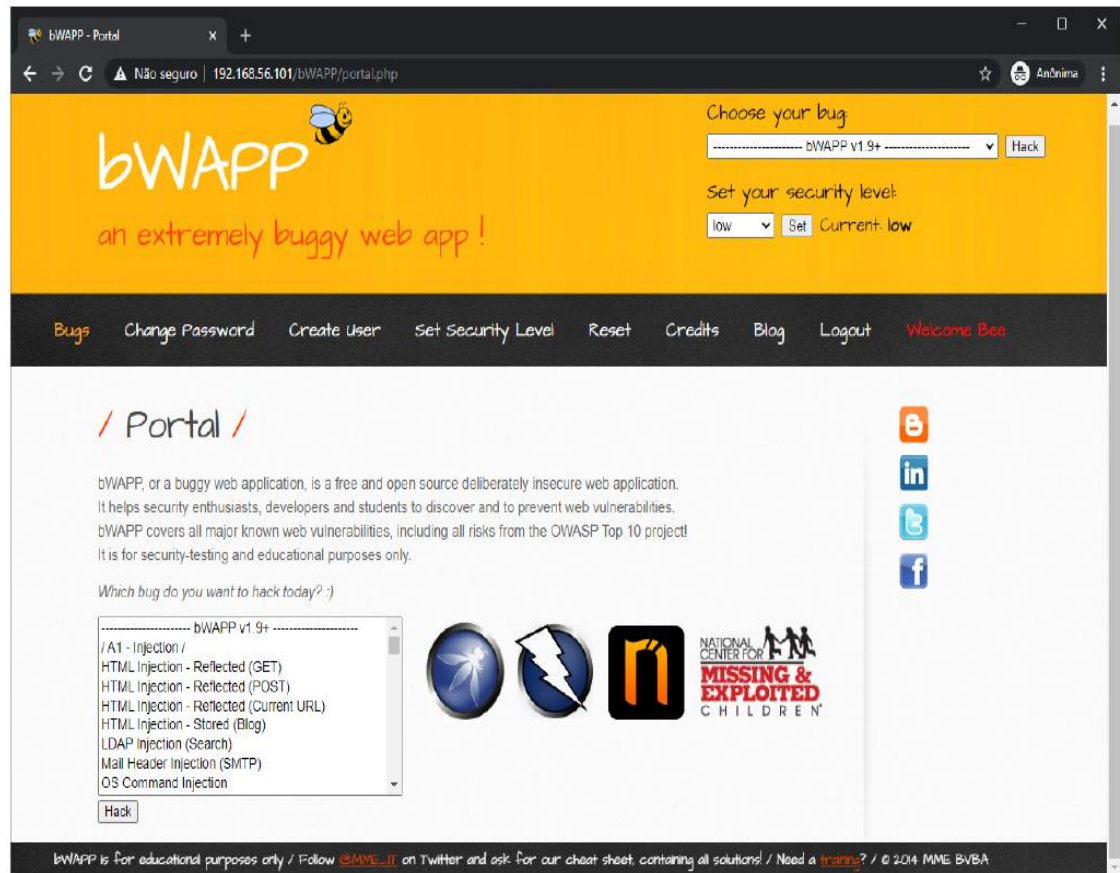 bWAPP - Portal
Não seguro | 192.168.56.101/bWAPP/portal.php
Anônima
bWAPP
an extremely buggy web app !
Choose your bug:
---------------------- bWAPP v1.9+ ----------------------
Hack
Set your security level:
low
Set
Current: low
Bugs Change Password Create User Set Security Level Reset Credits Blog Logout Welcome Bee
/ Portal /
bWAPP, or a buggy web application, is a free and open source deliberately insecure web application.
It helps security enthusiasts, developers and students to discover and to prevent web vulnerabilities.
bWAPP covers all major known web vulnerabilities, including all risks from the OWASP Top 10 project!
It is for security-testing and educational purposes only.
Which bug do you want to hack today? :)
---------------------- bWAPP v1.9+ ----------------------
/ A1 - Injection /
HTML Injection - Reflected (GET)
HTML Injection - Reflected (POST)
HTML Injection - Reflected (Current URL)
HTML Injection - Stored (Blog)
LDAP Injection (Search)
Mail Header Injection (SMTP)
OS Command Injection
Hack
NATIONAL
CENTER FOR
MISSING &
EXPLOITED
CHILDREN
bWAPP is for educational purposes only / Follow @MME_IT on Twitter and ask for our cheat sheet, containing all solutions! / Need a training? / © 2014 MME BVBA